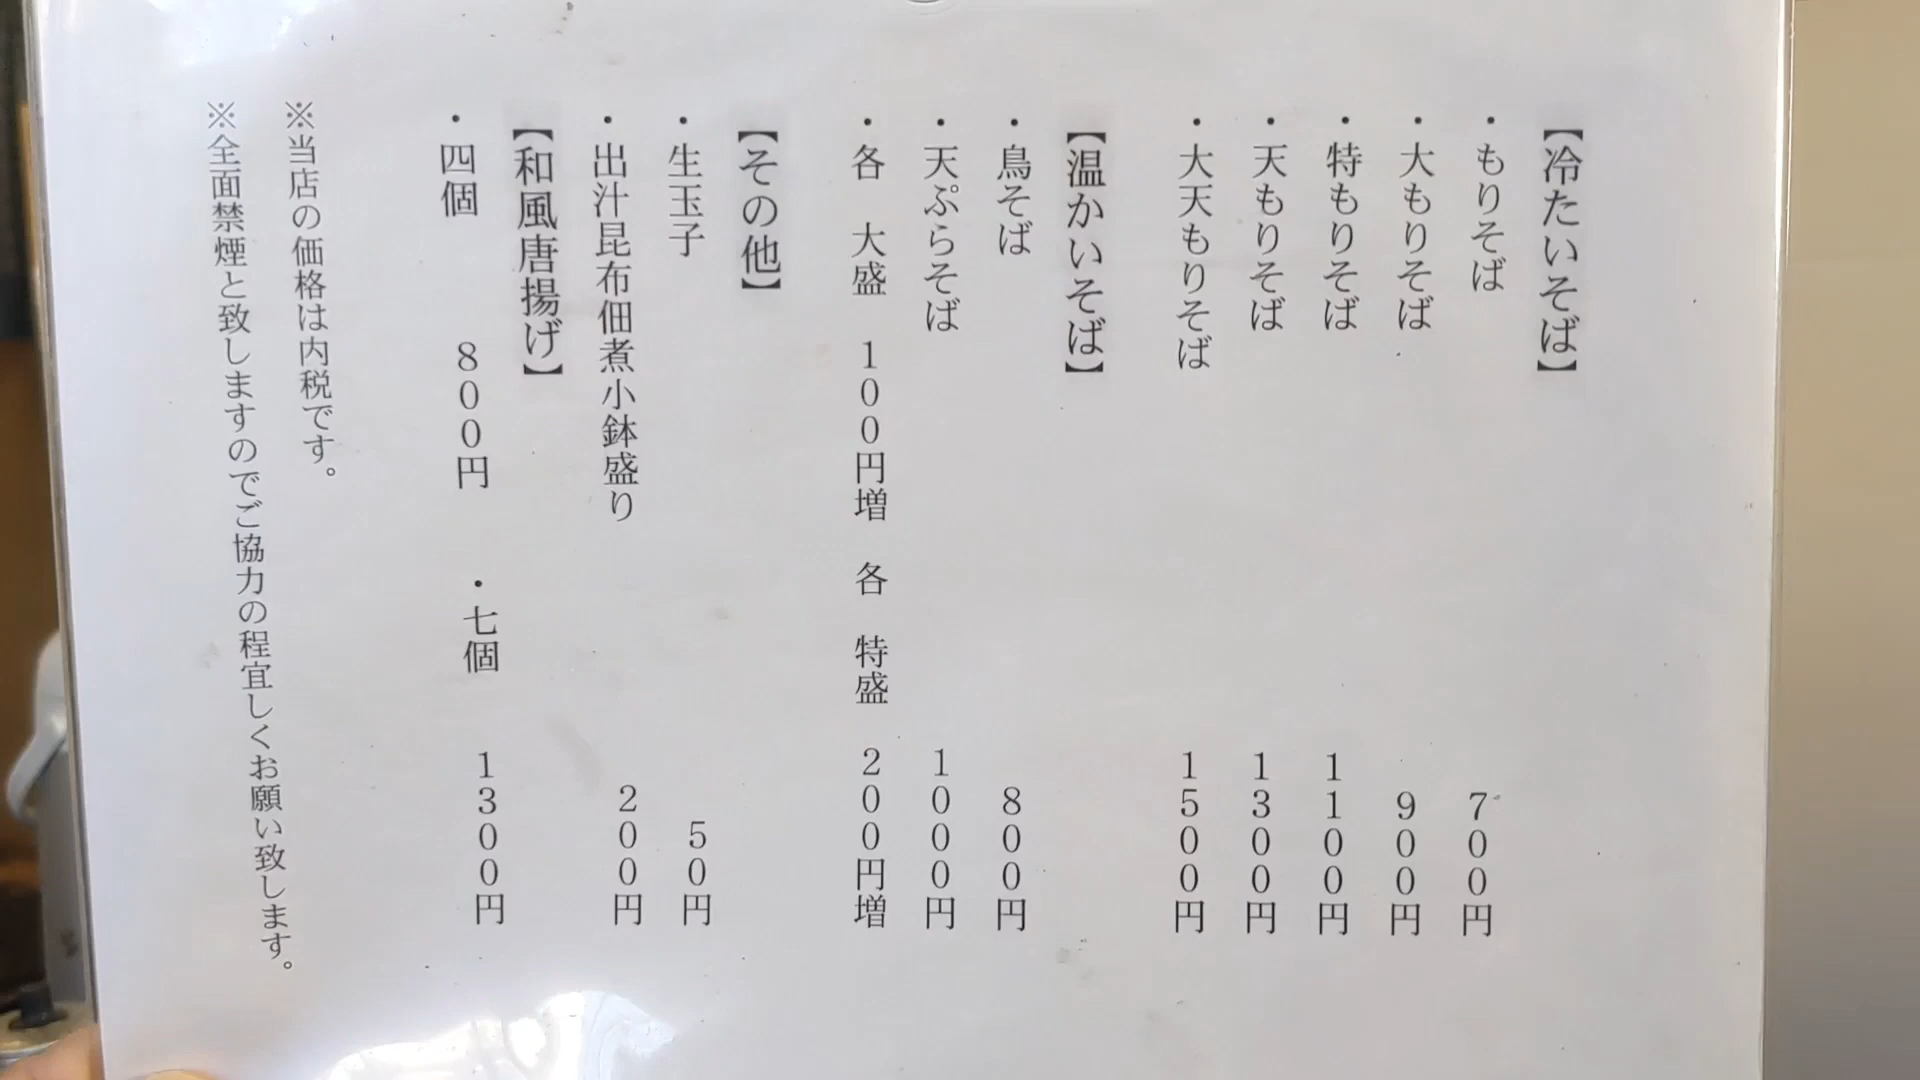 【冷たいそば】
・もりそば 700円
・大もりそば 900円
・特もりそば 1100円
・天もりそば 1300円
・大天もりそば 1500円
【温かいそば】
・鳥そば 800円
・天ぷらそば 1000円
・各 大盛 100円増 各 特盛 200円増
【その他】
・生玉子 50円
・出汁昆布佃煮小鉢盛り 200円
【和風唐揚げ】
・四個 800円 ・七個 1300円
※当店の価格は内税です。
※全面禁煙と致しますのでご協力の程宜しくお願い致します。